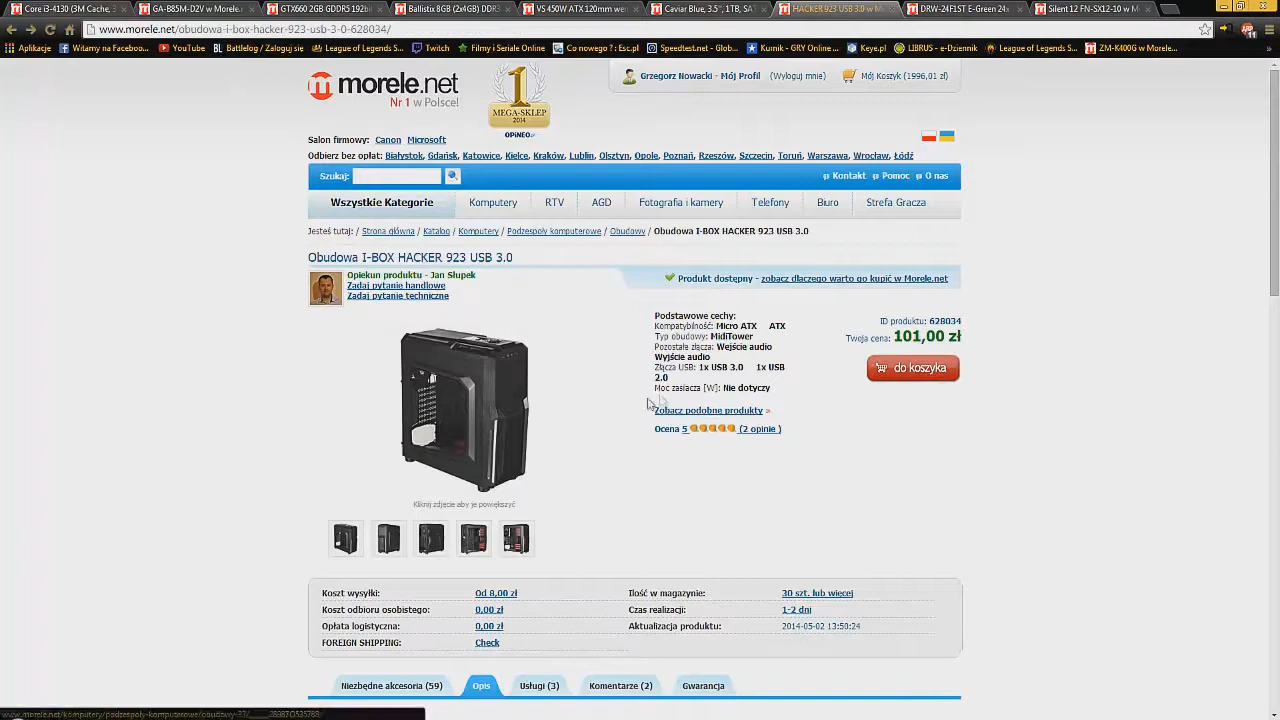 Core i3-4130 (3M Cache, 3
GA-B85M-D2V w Morele.n
GTX660 2GB GDDR5 192bi
Ballistix 8GB (2x4GB) DDR3
VS 450W ATX 120mm wen
Caviar Blue, 3.5", 1TB, SAT
HACKER 923 USB 3.0 w M
DRW-24F1ST E-Green 24x
Silent 12 FN-SX12-10 w M
www.morele.net/obudowa-i-box-hacker-923-usb-3-0-628034/
Aplikacje
Witamy na Faceboo...
YouTube
Battlelog / Zaloguj się
League of Legends S...
Twitch
Filmy i Seriale Online
Co nowego ? : Esc.pl
Speedtest.net - Glob...
Kurnik - GRY Online ...
Keye.pl
LIBRUS - e-Dziennik
League of Legends S...
ZM-K400G w Morele...
morele.net
Nr 1 w Polsce!
1
MEGA-SKLEP
2014
OPiNEO.pl
Grzegorz Nowacki - Mój Profil (Wyloguj mnie) Mój Koszyk (1996,01 zł)
Salon firmowy: Canon Microsoft
Odbierz bez opłat: Białystok, Gdańsk, Katowice, Kielce, Kraków, Lublin, Olsztyn, Opole, Poznań, Rzeszów, Szczecin, Toruń, Warszawa, Wrocław, Łódź
Szukaj:
Kontakt Pomoc O nas
Wszystkie Kategorie Komputery RTV AGD Fotografia i kamery Telefony Biuro Strefa Gracza
Jesteś tutaj: / Strona główna / Katalog / Komputery / Podzespoły komputerowe / Obudowy / Obudowa I-BOX HACKER 923 USB 3.0
Obudowa I-BOX HACKER 923 USB 3.0
Opiekun produktu - Jan Słupek
Zadaj pytanie handlowe
Zadaj pytanie techniczne
Produkt dostępny - zobacz dlaczego warto go kupić w Morele.net
Podstawowe cechy:
Kompatybilność: Micro ATX ATX
Typ obudowy: MidiTower
Pozostałe złącza: Wejście audio
Wyjście audio
Złącza USB: 1x USB 3.0 1x USB
2.0
Moc zasilacza [W]: Nie dotyczy
Zobacz podobne produkty »
Ocena 5 (2 opinie )
ID produktu: 628034
Twoja cena: 101,00 zł
do koszyka
Kliknij zdjęcie aby je powiększyć
Koszt wysyłki: Od 8,00 zł
Koszt odbioru osobistego: 0,00 zł
Opłata logistyczna: 0,00 zł
FOREIGN SHIPPING: Check
Ilość w magazynie: 30 szt. lub więcej
Czas realizacji: 1-2 dni
Aktualizacja produktu: 2014-05-02 13:50:24
Niezbędne akcesoria (59) Opis Usługi (3) Komentarze (2) Gwarancja